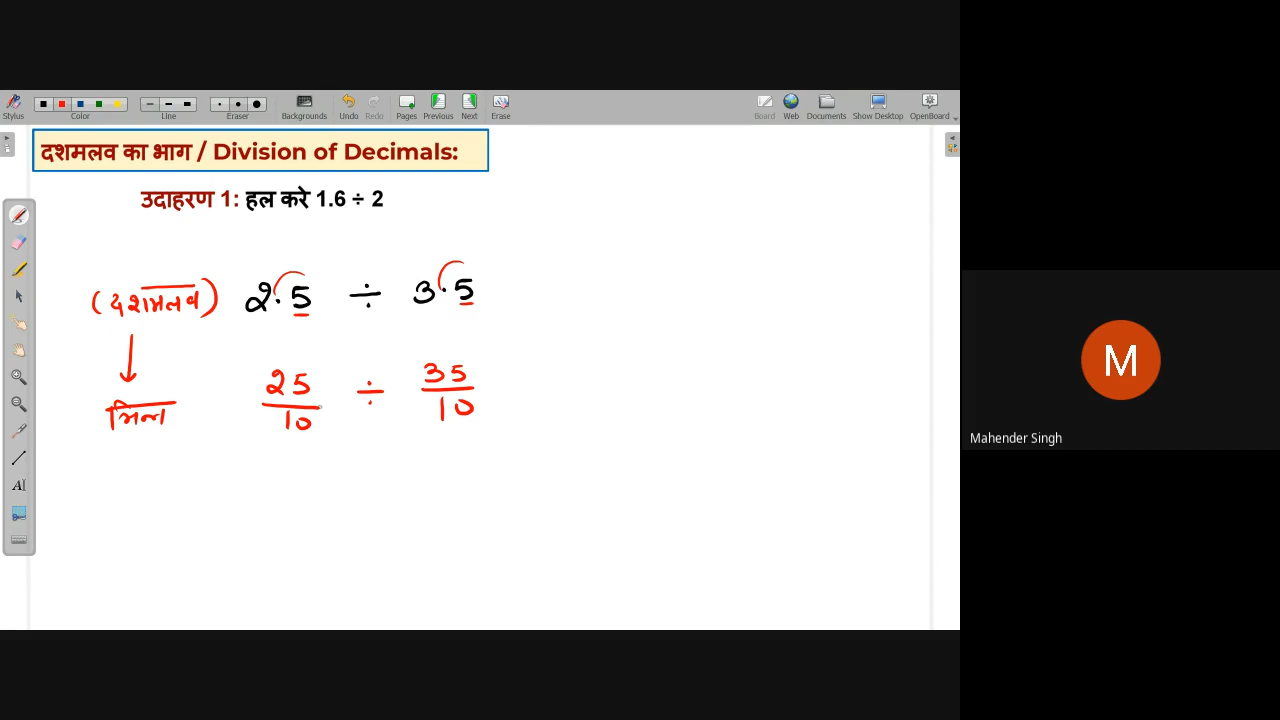 Stylus Color Line Eraser Backgrounds Undo Redo Pages Previous Next Erase Board Web Documents Show Desktop OpenBoard
दशमलव का भाग / Division of Decimals:
उदाहरण 1: हल करे 1.6 ÷ 2
(दशमलव) 2.5 ÷ 3.5
भिन्न 25/10 ÷ 35/10
M
Mahender Singh